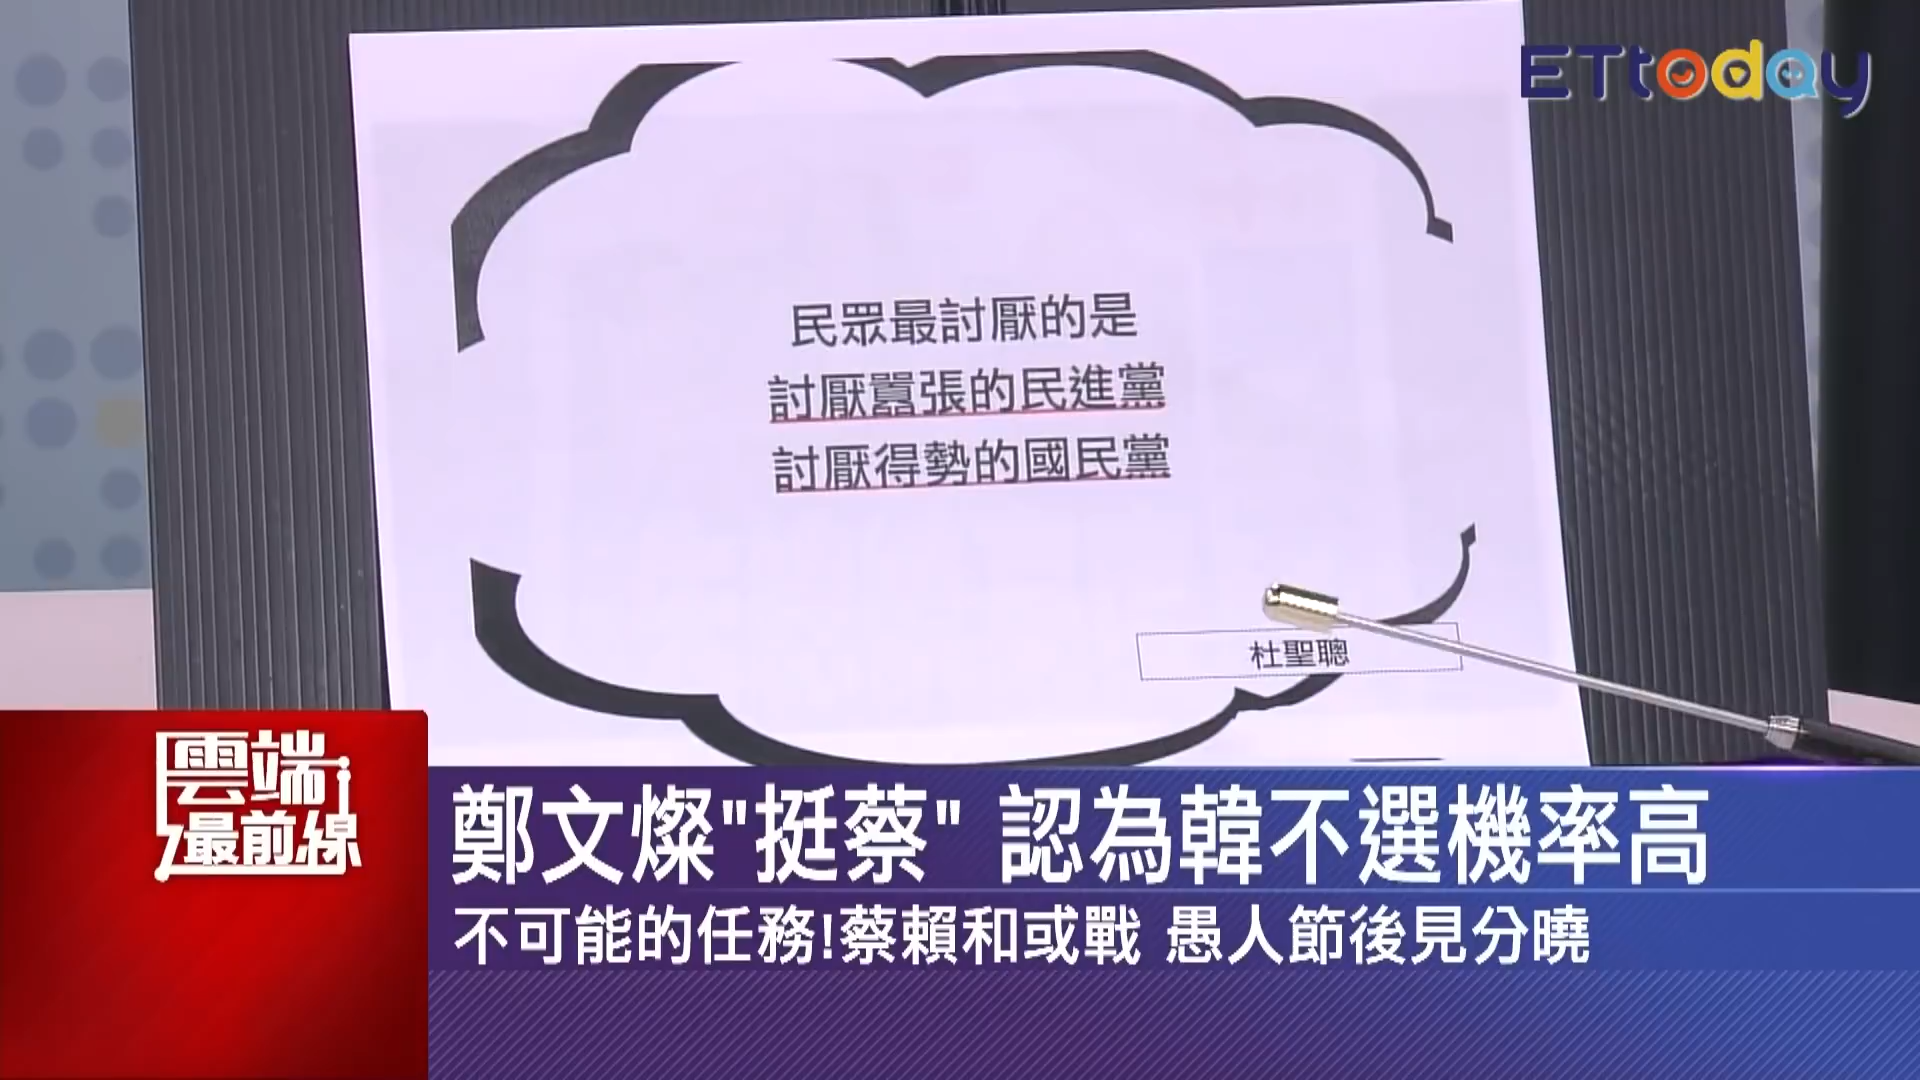 ETtoday
民眾最討厭的是
討厭囂張的民進黨
討厭得勢的國民黨
杜聖聰
雲端
最前線
鄭文燦"挺蔡" 認為韓不選機率高
不可能的任務!蔡賴和或戰 愚人節後見分曉